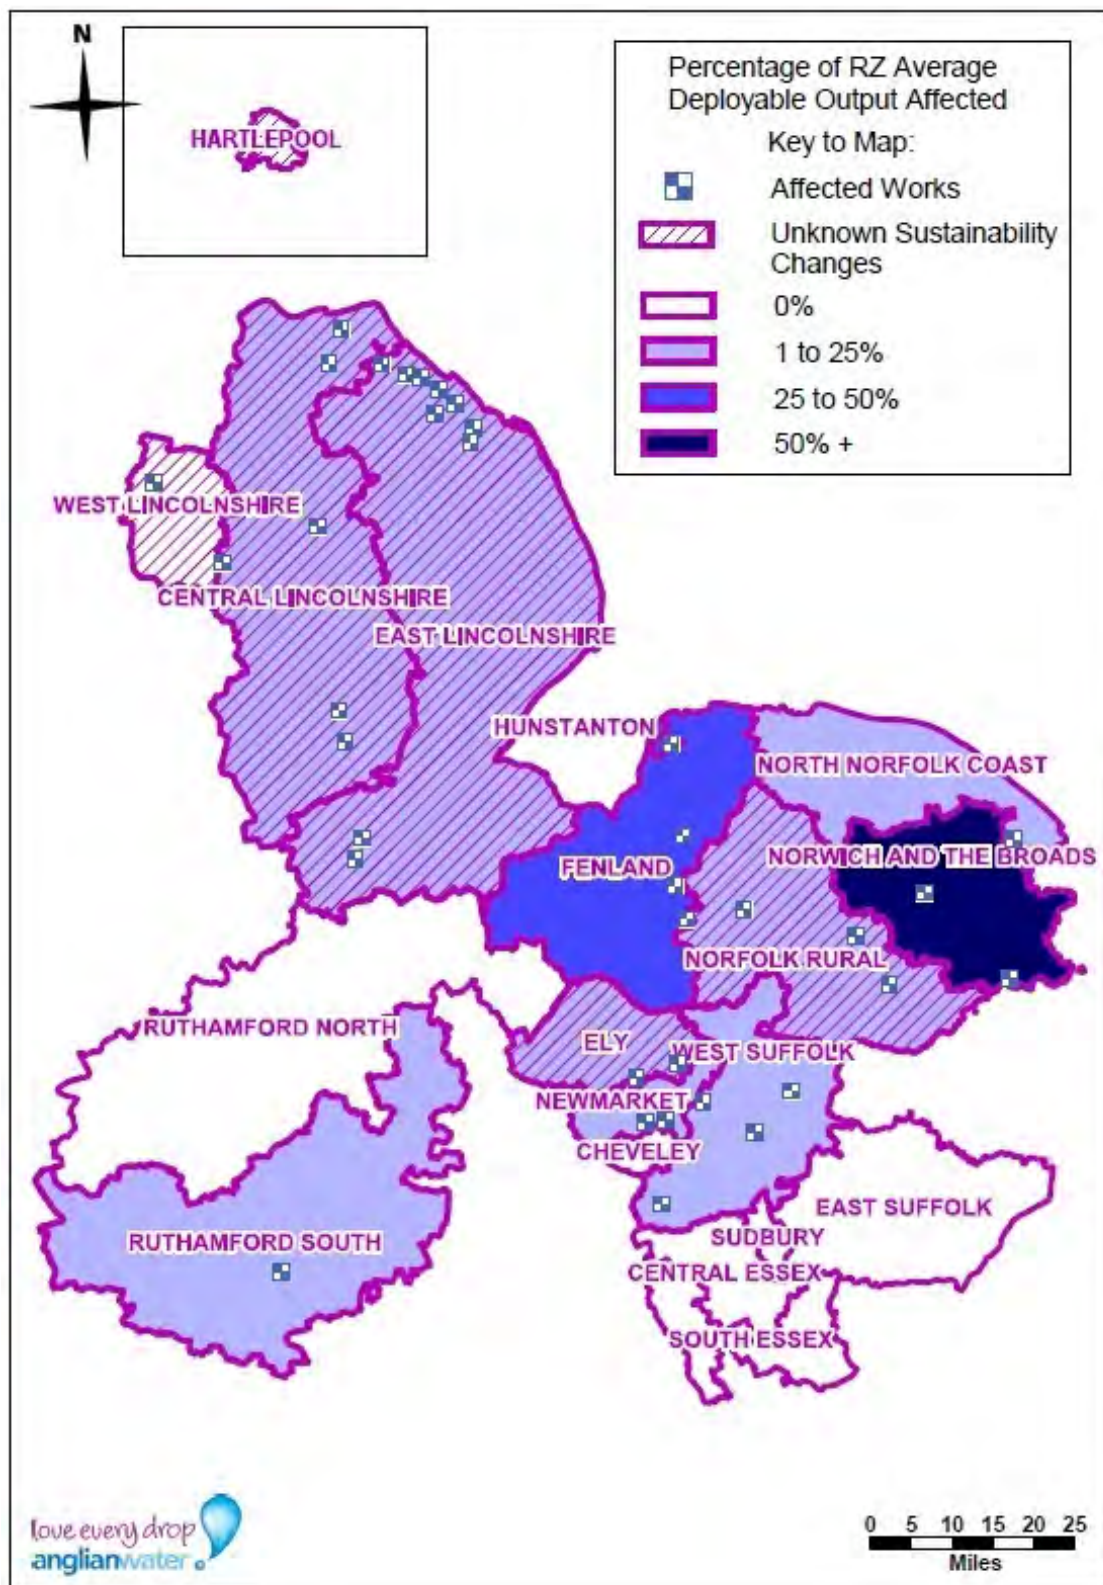 N
HARTLEPOOL
Percentage of RZ Average
Deployable Output Affected
Key to Map:
Affected Works
Unknown Sustainability
Changes
0%
1 to 25%
25 to 50%
50% +
WEST LINCOLNSHIRE
CENTRAL LINCOLNSHIRE
EAST LINCOLNSHIRE
HUNSTANTON
NORTH NORFOLK COAST
FENLAND
NORWICH AND THE BROADS
NORFOLK RURAL
RUTHAMFORD NORTH
ELY
WEST SUFFOLK
NEWMARKET
CHEVELEY
EAST SUFFOLK
RUTHAMFORD SOUTH
SUDBURY
CENTRAL ESSEX
SOUTH ESSEX
love every drop
anglianwater
0 5 10 15 20 25
Miles